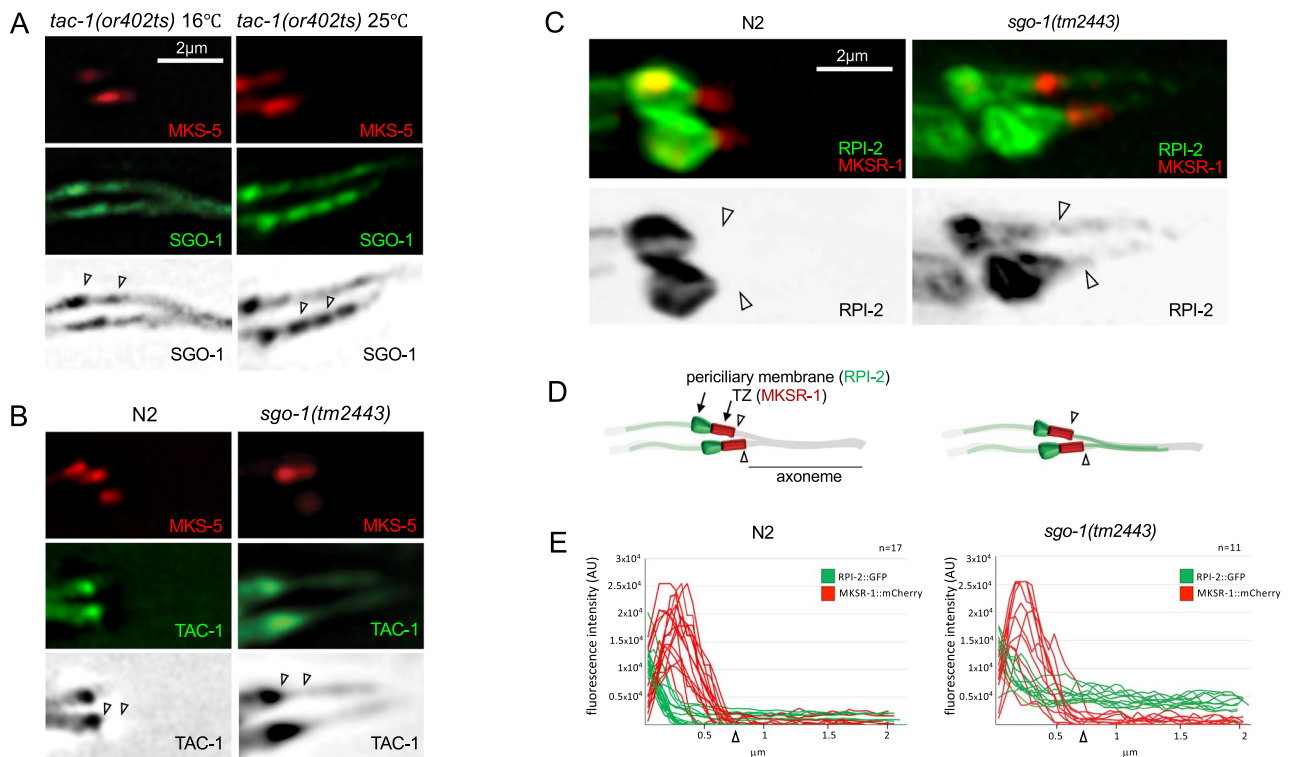 A
tac-1(or402ts) 16℃ tac-1(or402ts) 25℃
2µm
MKS-5 MKS-5
SGO-1 SGO-1
SGO-1 SGO-1
B
N2 sgo-1(tm2443)
MKS-5 MKS-5
TAC-1 TAC-1
TAC-1 TAC-1
C
N2 sgo-1(tm2443)
2µm
RPI-2 RPI-2
MKSR-1 MKSR-1
RPI-2 RPI-2
D
periciliary membrane (RPI-2)
TZ (MKSR-1)
axoneme
E
N2 sgo-1(tm2443)
n=17 n=11
fluorescence intensity (AU)
3x10⁴
2.5x10⁴
2x10⁴
1.5x10⁴
1x10⁴
0.5x10⁴
0
RPI-2::GFP
MKSR-1::mCherry
0.5 1 1.5 2
µm
fluorescence intensity (AU)
3x10⁴
2.5x10⁴
2x10⁴
1.5x10⁴
1x10⁴
0.5x10⁴
0
RPI-2::GFP
MKSR-1::mCherry
0.5 1 1.5 2
µm